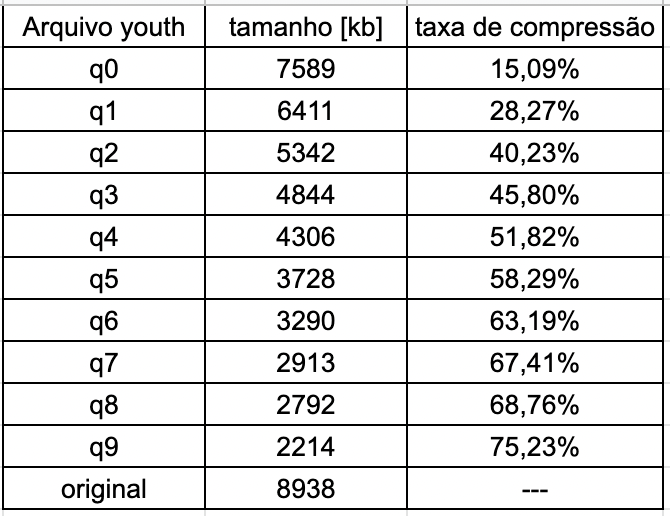 Arquivo youth tamanho [kb] taxa de compressão
q0 7589 15,09%
q1 6411 28,27%
q2 5342 40,23%
q3 4844 45,80%
q4 4306 51,82%
q5 3728 58,29%
q6 3290 63,19%
q7 2913 67,41%
q8 2792 68,76%
q9 2214 75,23%
original 8938 ---